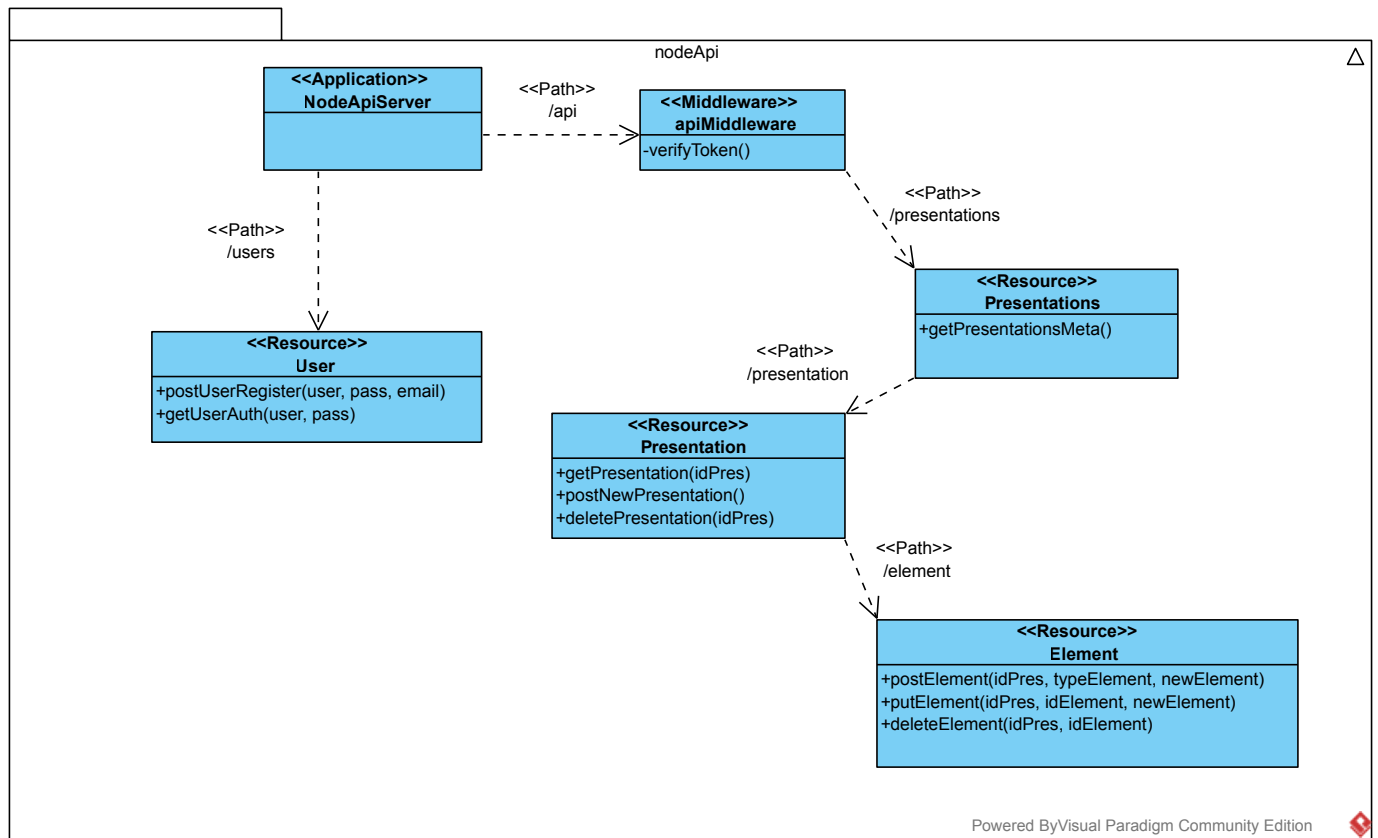 nodeApi
<<Application>>
NodeApiServer
<<Path>>
/api
<<Middleware>>
apiMiddleware
-verifyToken()
<<Path>>
/presentations
<<Path>>
/users
<<Resource>>
Presentations
+getPresentationsMeta()
<<Resource>>
User
+postUserRegister(user, pass, email)
+getUserAuth(user, pass)
<<Path>>
/presentation
<<Resource>>
Presentation
+getPresentation(idPres)
+postNewPresentation()
+deletePresentation(idPres)
<<Path>>
/element
<<Resource>>
Element
+postElement(idPres, typeElement, newElement)
+putElement(idPres, idElement, newElement)
+deleteElement(idPres, idElement)
Powered ByVisual Paradigm Community Edition